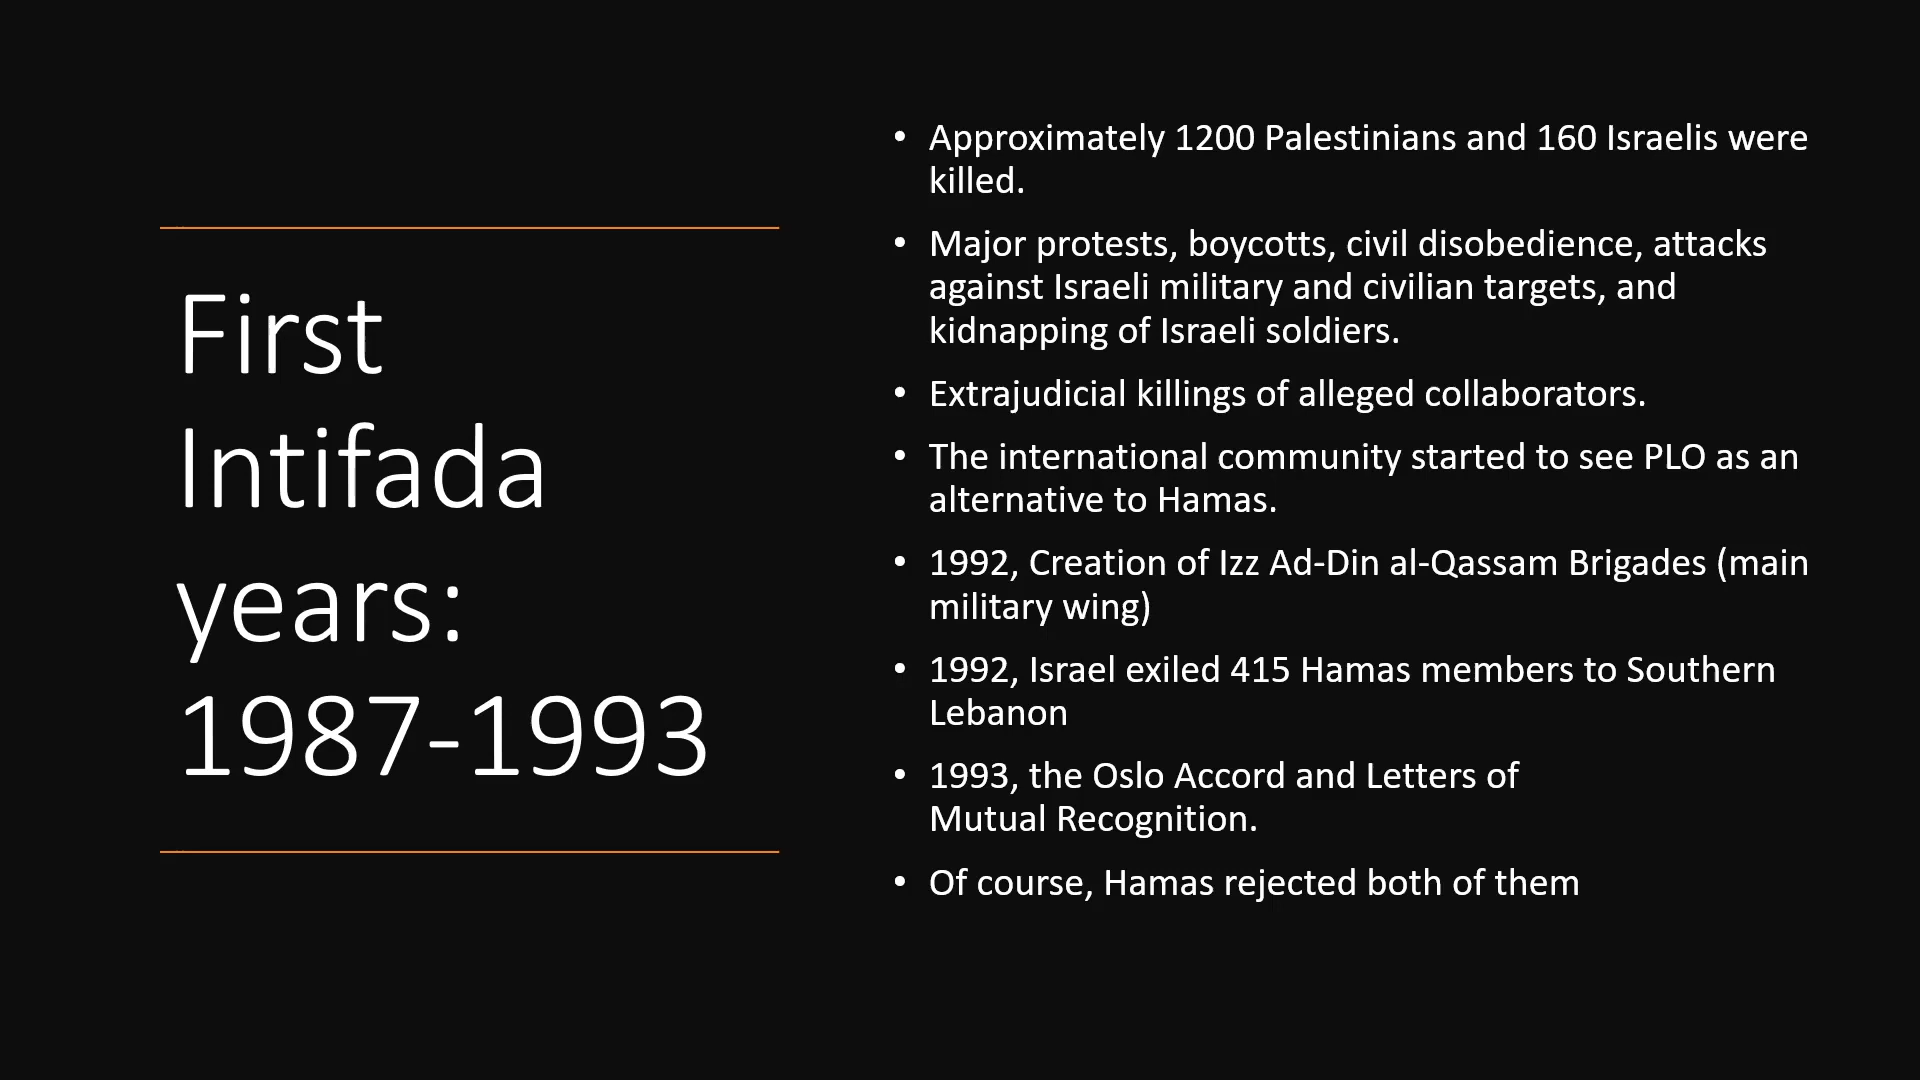 First
Intifada
years:
1987-1993
• Approximately 1200 Palestinians and 160 Israelis were
killed.
• Major protests, boycotts, civil disobedience, attacks
against Israeli military and civilian targets, and
kidnapping of Israeli soldiers.
• Extrajudicial killings of alleged collaborators.
• The international community started to see PLO as an
alternative to Hamas.
• 1992, Creation of Izz Ad-Din al-Qassam Brigades (main
military wing)
• 1992, Israel exiled 415 Hamas members to Southern
Lebanon
• 1993, the Oslo Accord and Letters of
Mutual Recognition.
• Of course, Hamas rejected both of them